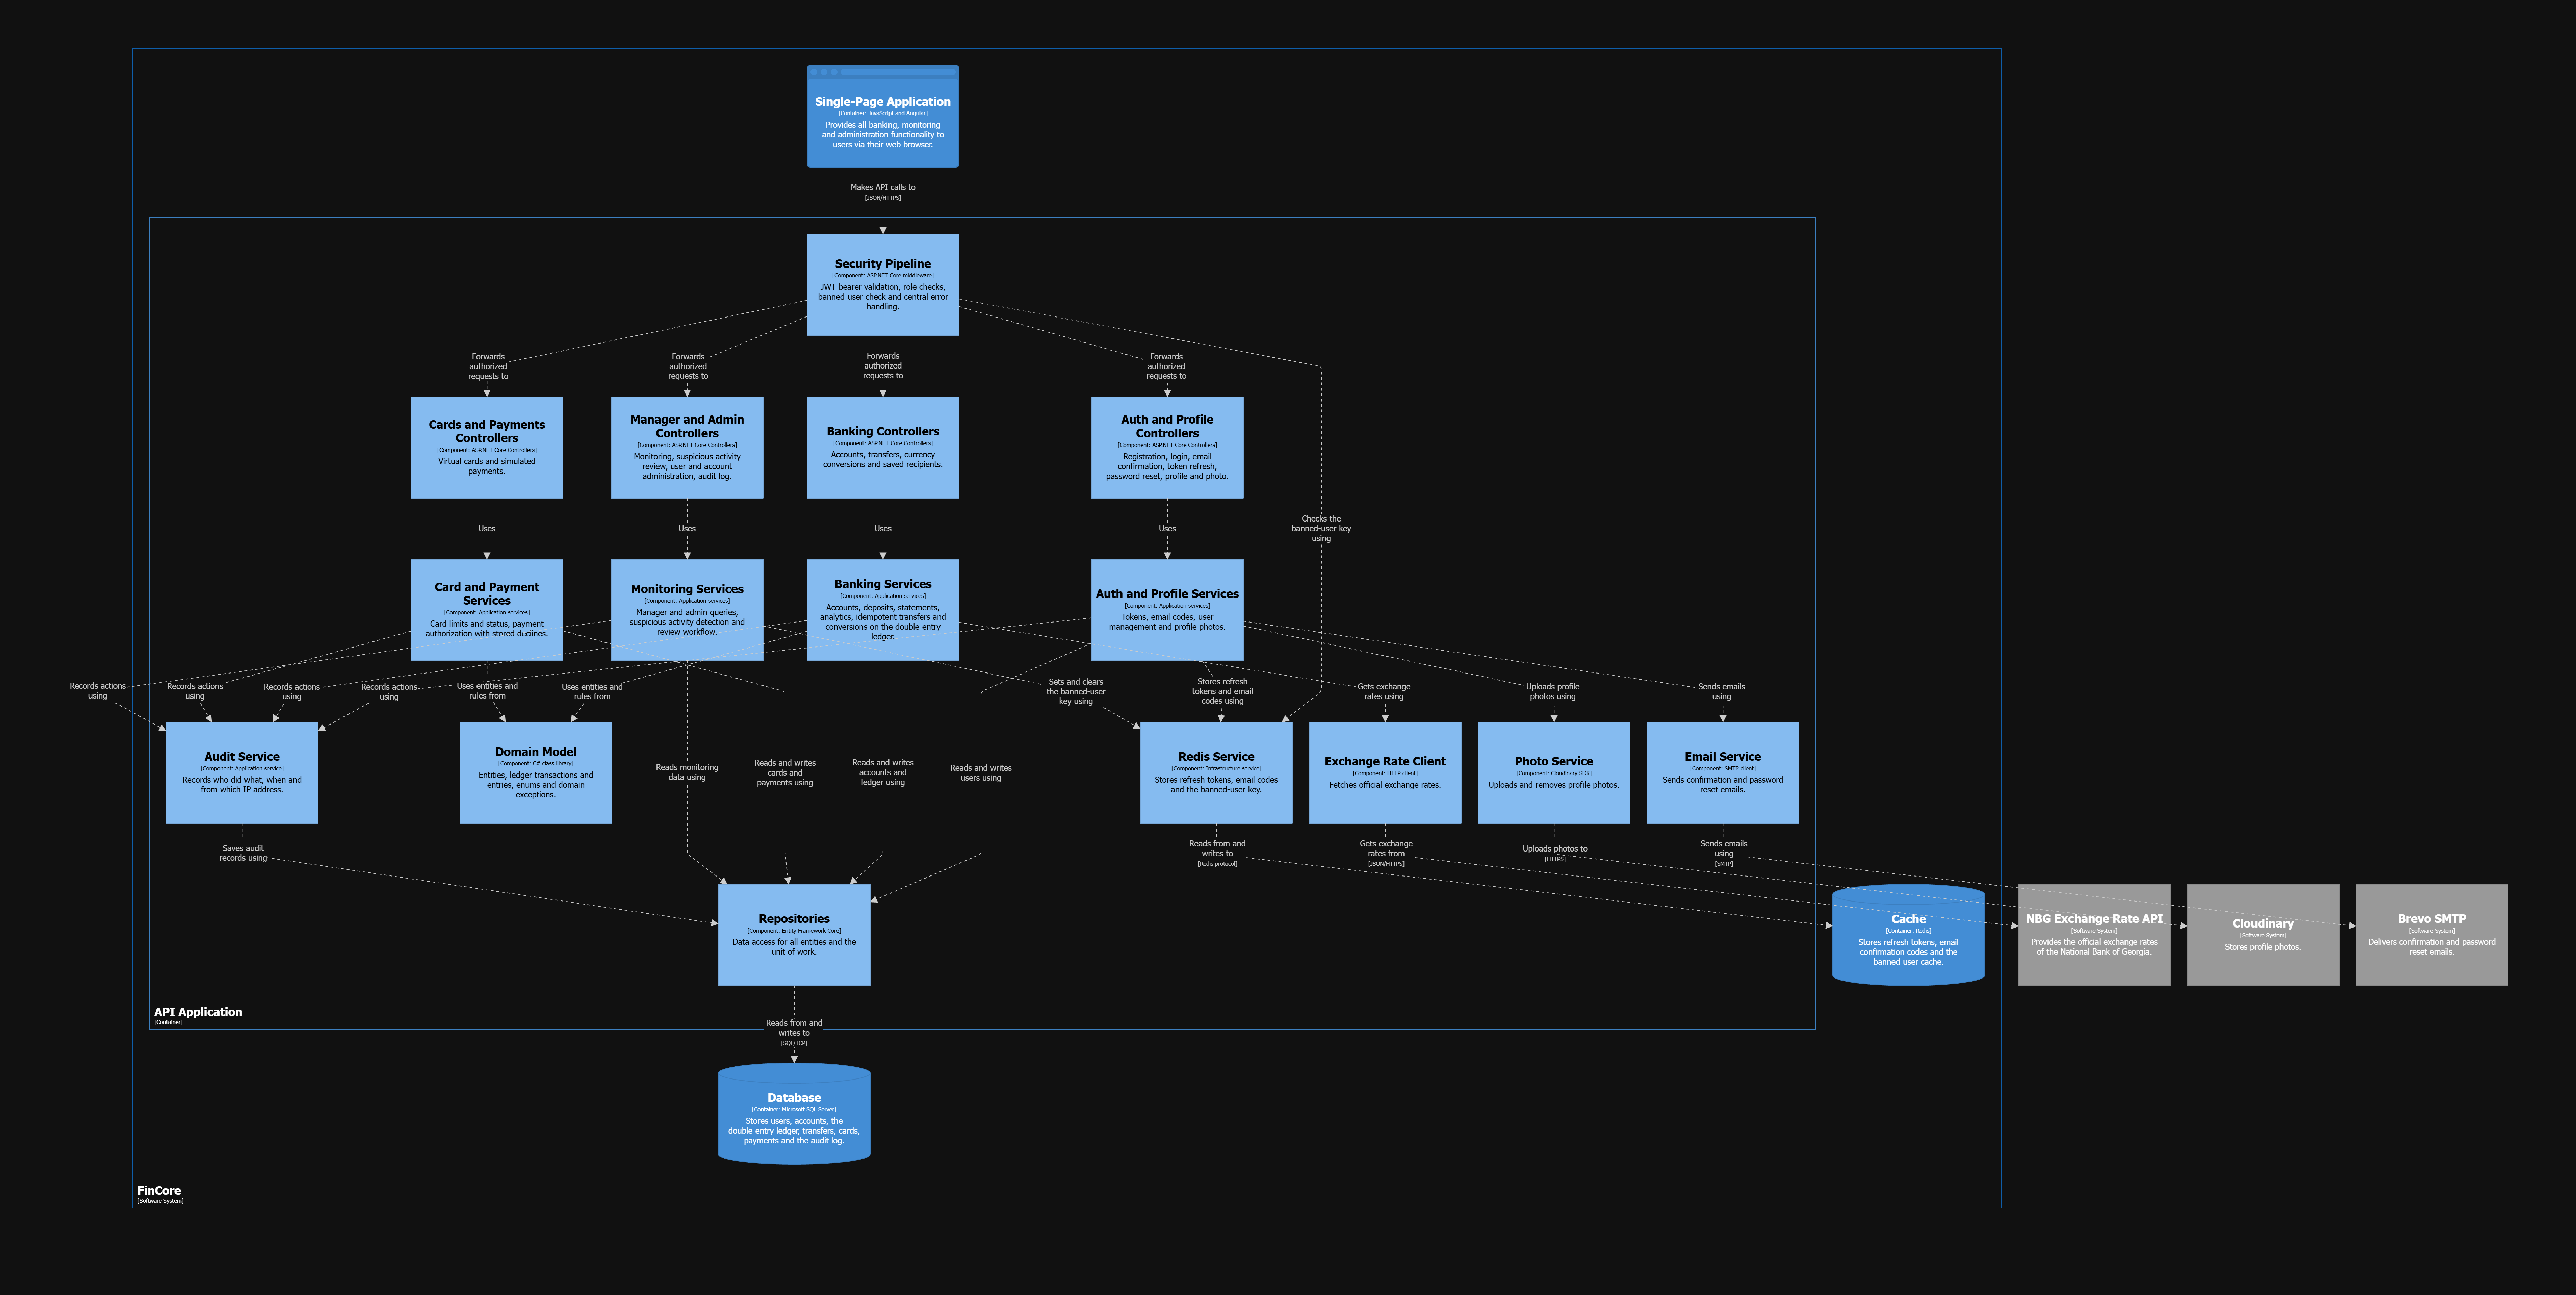 Single-Page Application
[Container: JavaScript and Angular]
Provides all banking, monitoring
and administration functionality to
users via their web browser.
Makes API calls to
[JSON/HTTPS]
Security Pipeline
[Component: ASP.NET Core middleware]
JWT bearer validation, role checks,
banned-user check and central error
handling.
Forwards
authorized
requests to
Forwards
authorized
requests to
Forwards
authorized
requests to
Forwards
authorized
requests to
Cards and Payments
Controllers
[Component: ASP.NET Core Controllers]
Virtual cards and simulated
payments.
Manager and Admin
Controllers
[Component: ASP.NET Core Controllers]
Monitoring, suspicious activity
review, user and account
administration, audit log.
Banking Controllers
[Component: ASP.NET Core Controllers]
Accounts, transfers, currency
conversions and saved recipients.
Auth and Profile
Controllers
[Component: ASP.NET Core Controllers]
Registration, login, email
confirmation, token refresh,
password reset, profile and photo.
Uses
Uses
Uses
Uses
Checks the
banned-user key
using
Card and Payment
Services
[Component: Application services]
Card limits and status, payment
authorization with stored declines.
Monitoring Services
[Component: Application services]
Manager and admin queries,
suspicious activity detection and
review workflow.
Banking Services
[Component: Application services]
Accounts, deposits, statements,
analytics, idempotent transfers and
conversions on the double-entry
ledger.
Auth and Profile Services
[Component: Application services]
Tokens, email codes, user
management and profile photos.
Records actions
using
Records actions
using
Records actions
using
Records actions
using
Uses entities and
rules from
Uses entities and
rules from
Sets and clears
the banned-user
key using
Stores refresh
tokens and email
codes using
Gets exchange
rates using
Uploads profile
photos using
Sends emails
using
Audit Service
[Component: Application service]
Records who did what, when and
from which IP address.
Domain Model
[Component: C# class library]
Entities, ledger transactions and
entries, enums and domain
exceptions.
Reads monitoring
data using
Reads and writes
cards and
payments using
Reads and writes
accounts and
ledger using
Reads and writes
users using
Redis Service
[Component: Infrastructure service]
Stores refresh tokens, email codes
and the banned-user key.
Exchange Rate Client
[Component: HTTP client]
Fetches official exchange rates.
Photo Service
[Component: Cloudinary SDK]
Uploads and removes profile photos.
Email Service
[Component: SMTP client]
Sends confirmation and password
reset emails.
Saves audit
records using
Reads from and
writes to
[Redis protocol]
Gets exchange
rates from
[JSON/HTTPS]
Uploads photos to
[HTTPS]
Sends emails
using
[SMTP]
Repositories
[Component: Entity Framework Core]
Data access for all entities and the
unit of work.
Cache
[Container: Redis]
Stores refresh tokens, email
confirmation codes and the
banned-user cache.
NBG Exchange Rate API
[Software System]
Provides the official exchange rates
of the National Bank of Georgia.
Cloudinary
[Software System]
Stores profile photos.
Brevo SMTP
[Software System]
Delivers confirmation and password
reset emails.
API Application
[Container]
Reads from and
writes to
[SQL/TCP]
Database
[Container: Microsoft SQL Server]
Stores users, accounts, the
double-entry ledger, transfers, cards,
payments and the audit log.
FinCore
[Software System]